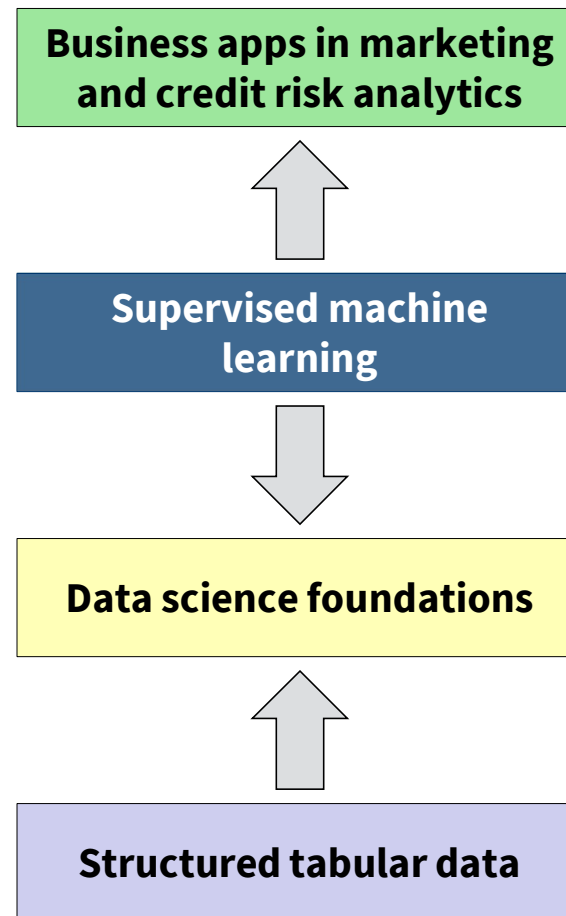 Business apps in marketing
and credit risk analytics
Supervised machine
learning
Data science foundations
Structured tabular data